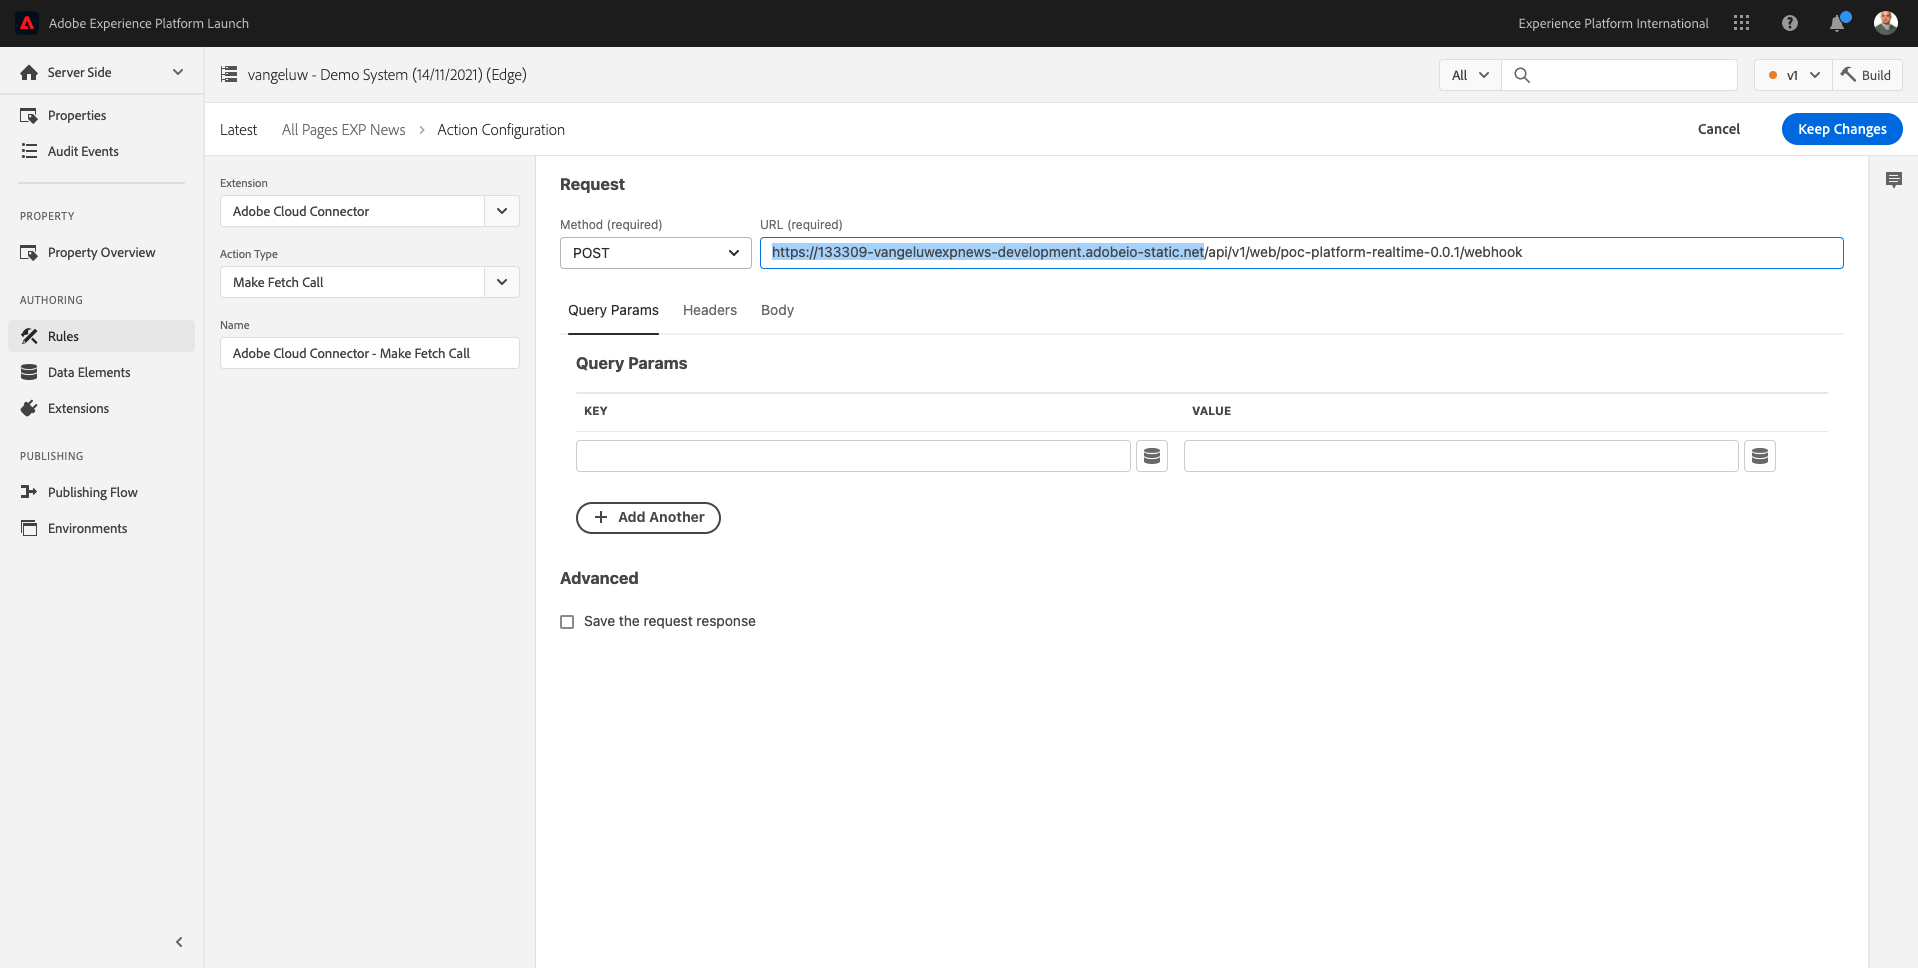 Adobe Experience Platform Launch
Experience Platform International
Server Side
vangeluw - Demo System (14/11/2021) (Edge)
All
v1
Build
Properties
Audit Events
Latest
All Pages EXP News > Action Configuration
Cancel
Keep Changes
PROPERTY
Property Overview
AUTHORING
Rules
Data Elements
Extensions
PUBLISHING
Publishing Flow
Environments
Extension
Adobe Cloud Connector
Action Type
Make Fetch Call
Name
Adobe Cloud Connector - Make Fetch Call
Request
Method (required)
URL (required)
POST
https://133309-vangeluwexpnews-development.adobeio-static.net/api/v1/web/poc-platform-realtime-0.0.1/webhook
Query Params
Headers
Body
Query Params
KEY
VALUE
Add Another
Advanced
Save the request response